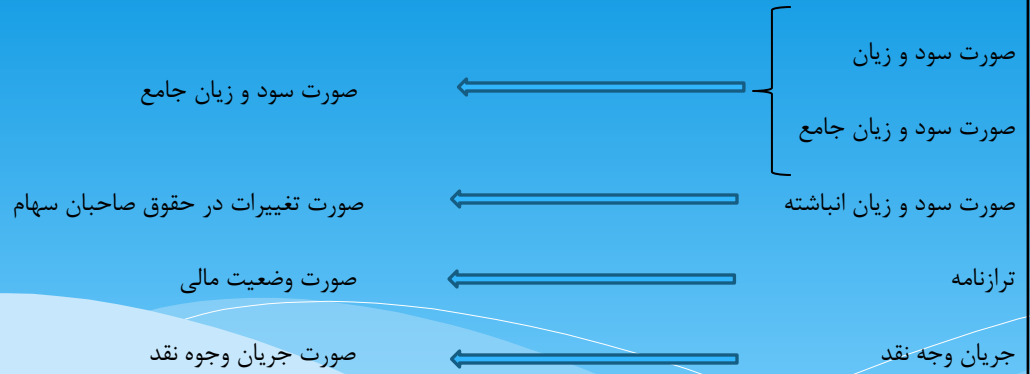 صورت سود و زیان
صورت سود و زیان جامع
صورت سود و زیان جامع
صورت سود و زیان انباشته
صورت تغییرات در حقوق صاحبان سهام
ترازنامه
صورت وضعیت مالی
جریان وجه نقد
صورت جریان وجوه نقد